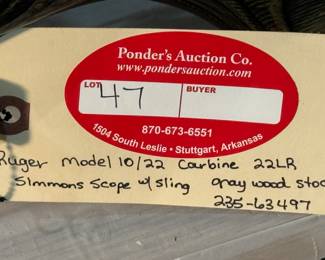 Ponder's Auction Co.
www.pondersauction.com
LOT
47
BUYER
870-673-6551
1504 South Leslie • Stuttgart, Arkansas
Ruger Model 10/22 Carbine 22LR
Simmons Scope w/ Sling gray wood stoc
235-63497